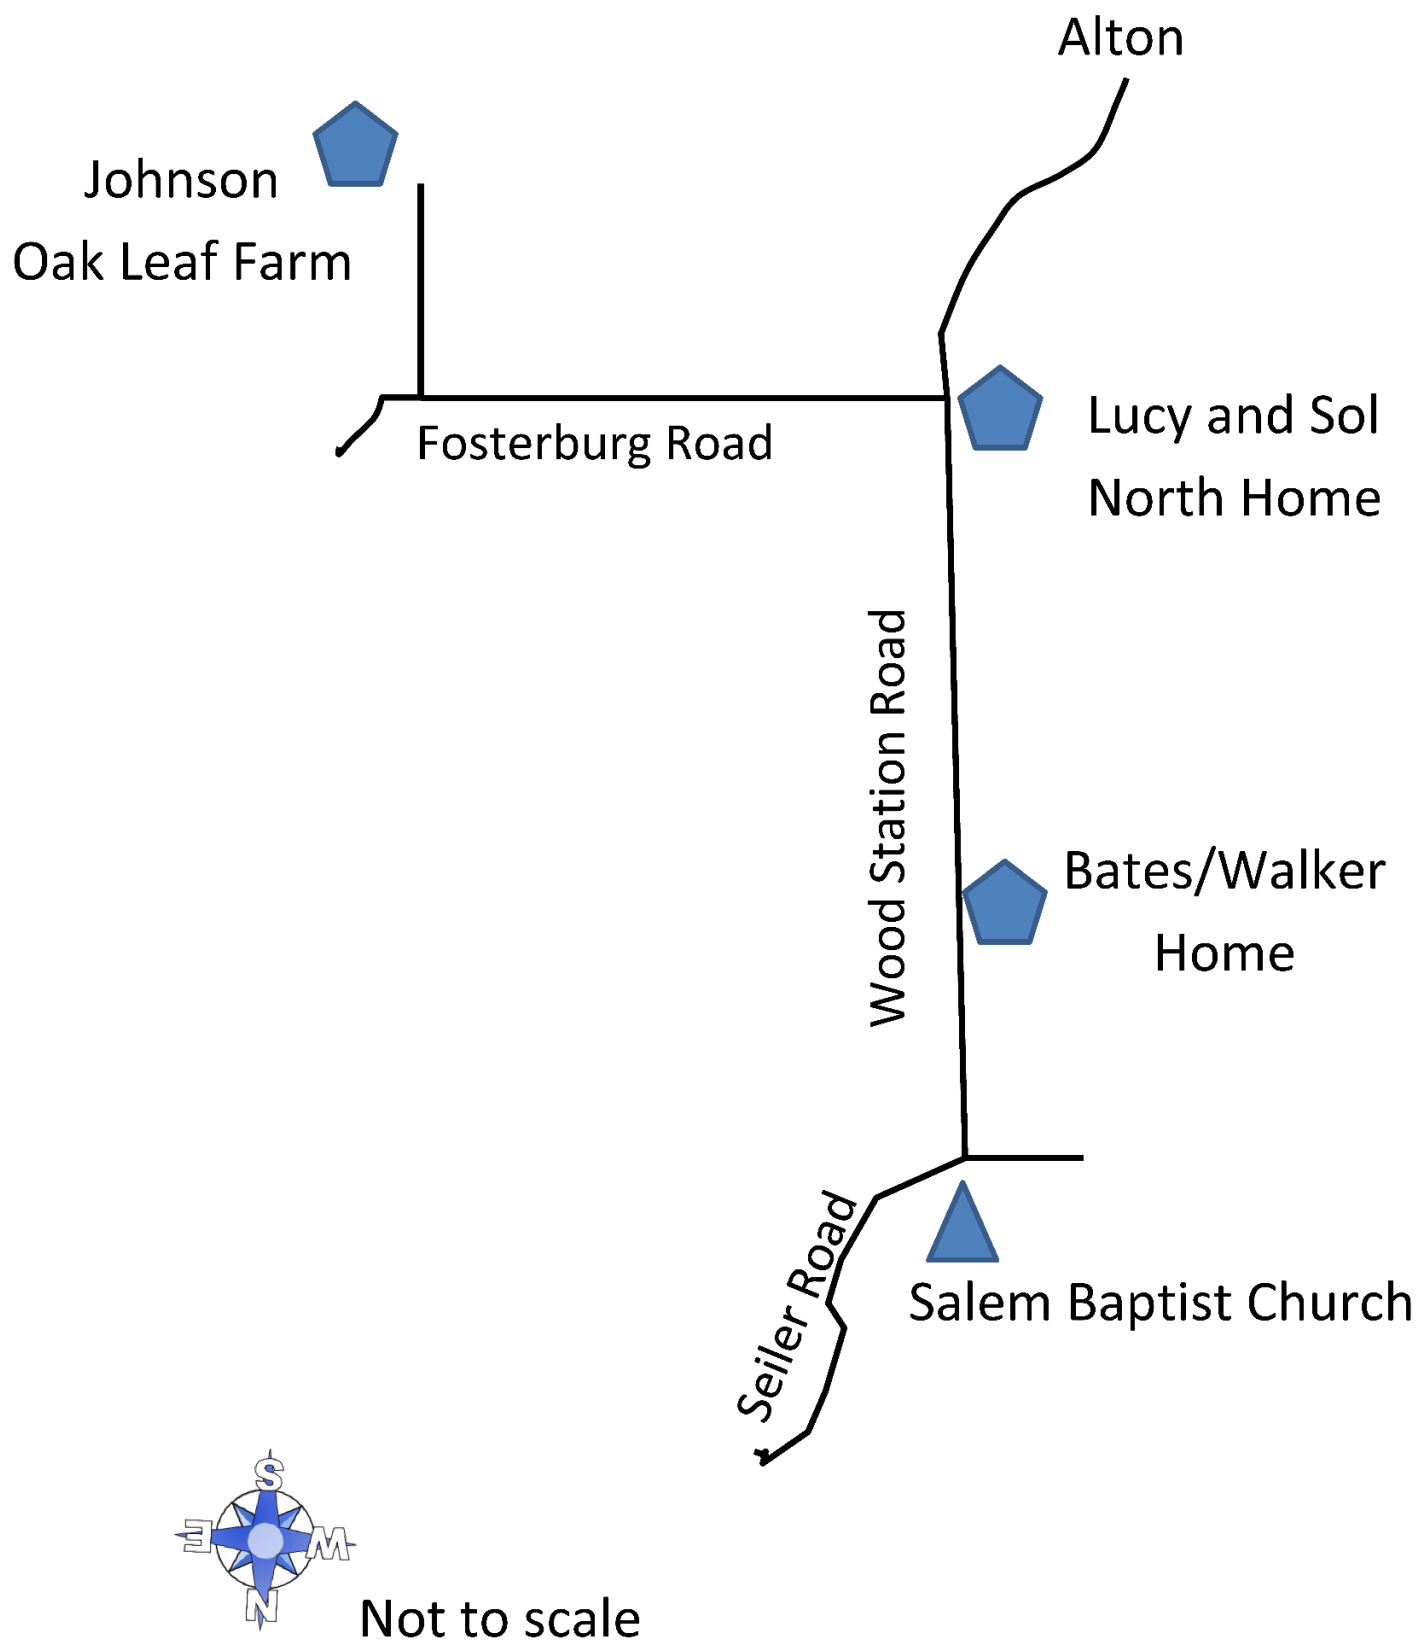 Alton
Johnson
Oak Leaf Farm
Lucy and Sol
North Home
Fosterburg Road
Wood Station Road
Bates/Walker
Home
Seiler Road
Salem Baptist Church
S
E
W
N
Not to scale